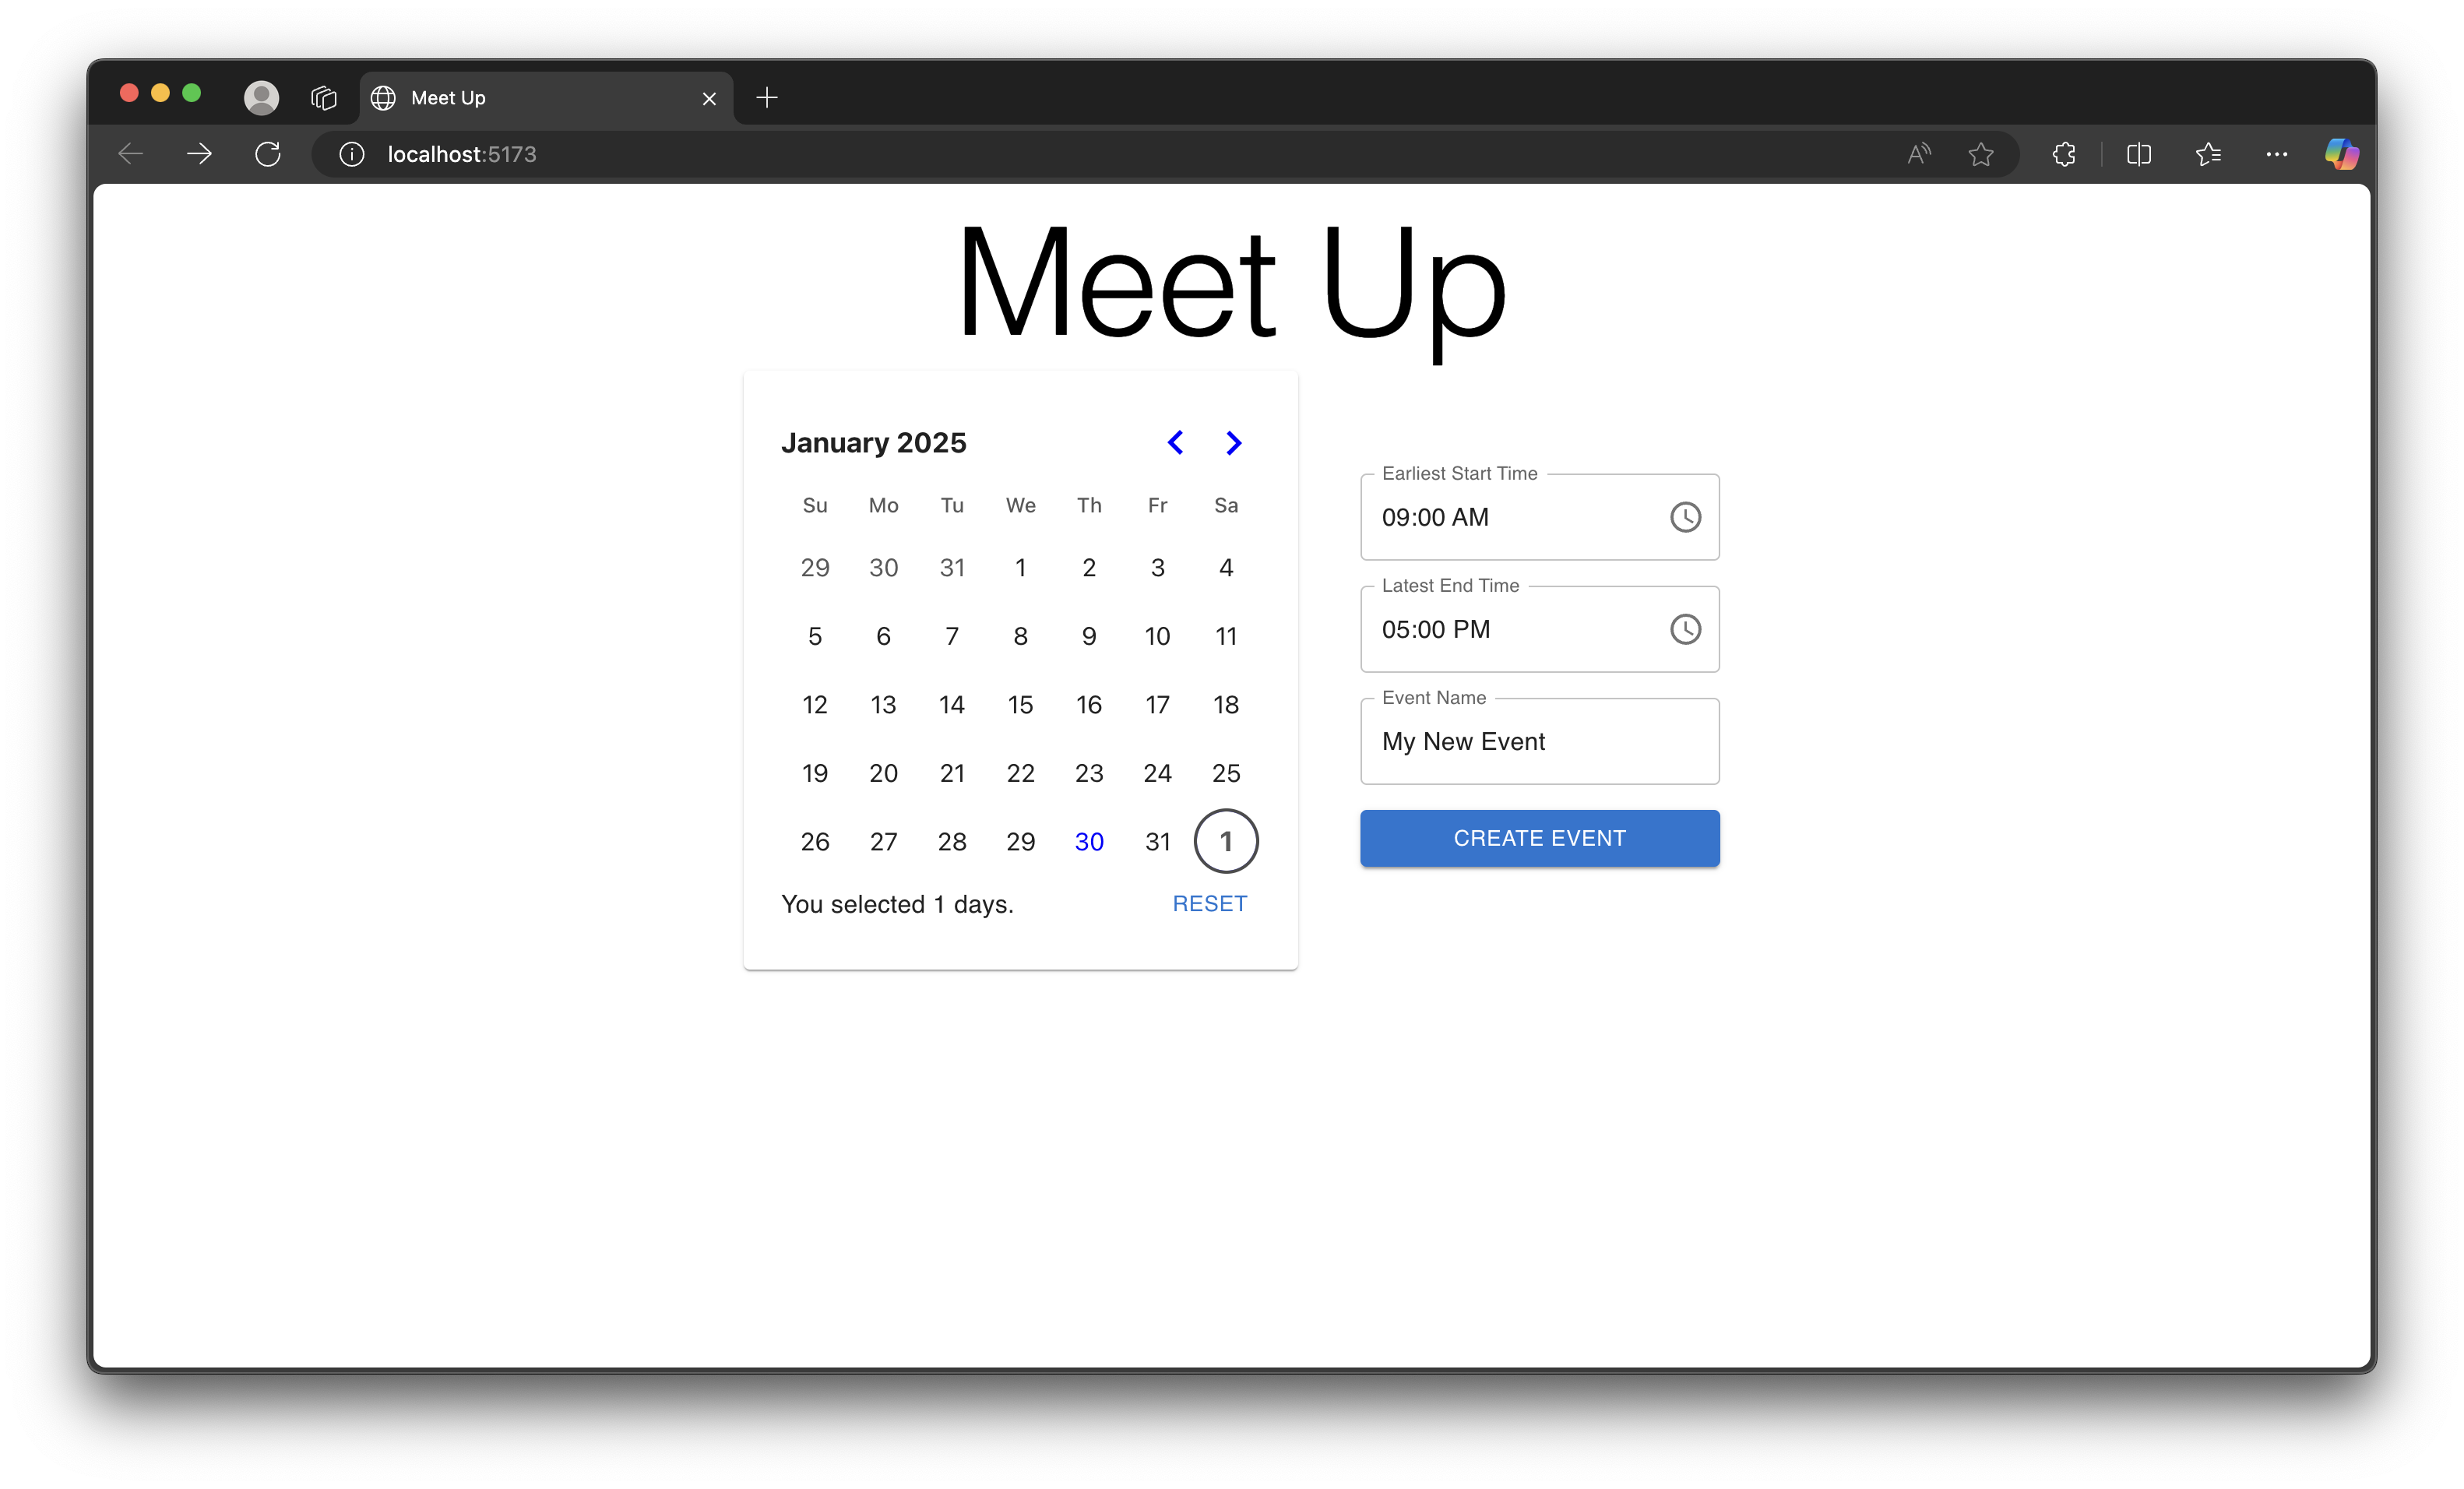 Meet Up
localhost:5173
Meet Up
January 2025
Su Mo Tu We Th Fr Sa
29 30 31 1 2 3 4
5 6 7 8 9 10 11
12 13 14 15 16 17 18
19 20 21 22 23 24 25
26 27 28 29 30 31 1
You selected 1 days. RESET
Earliest Start Time
09:00 AM
Latest End Time
05:00 PM
Event Name
My New Event
CREATE EVENT